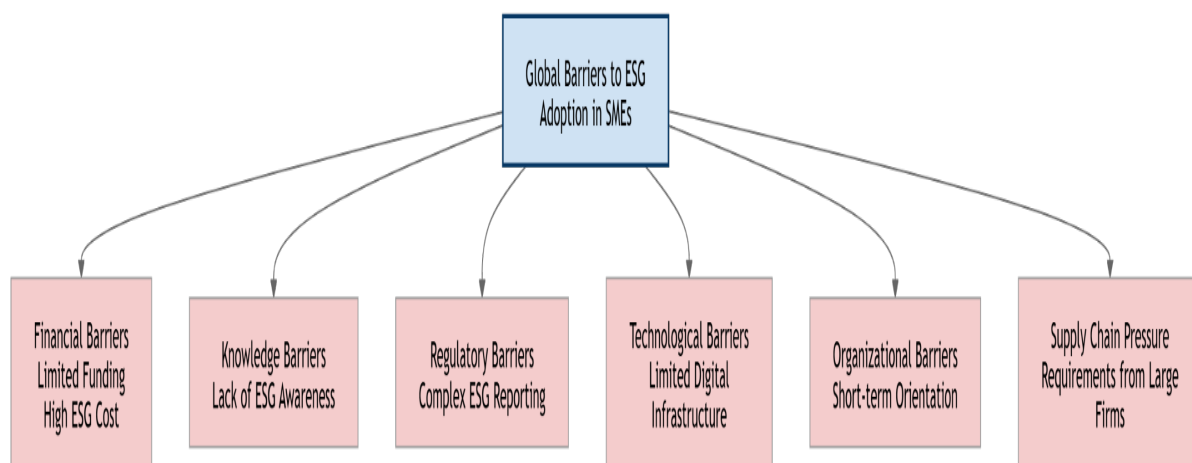 Global Barriers to ESG
Adoption in SMEs
Financial Barriers
Limited Funding
High ESG Cost
Knowledge Barriers
Lack of ESG Awareness
Regulatory Barriers
Complex ESG Reporting
Technological Barriers
Limited Digital
Infrastructure
Organizational Barriers
Short-term Orientation
Supply Chain Pressure
Requirements from Large
Firms